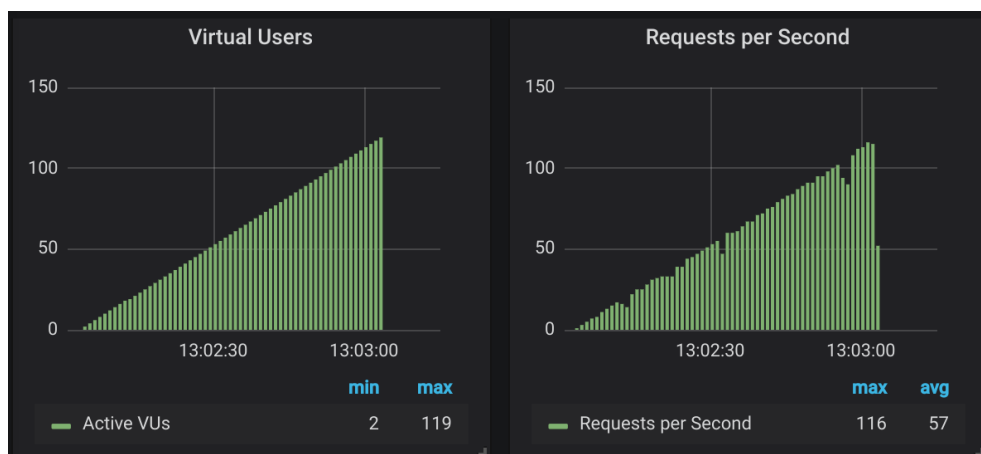 Virtual Users
150
100
50
0
13:02:30 13:03:00
min max
Active VUs 2 119
Requests per Second
150
100
50
0
13:02:30 13:03:00
max avg
Requests per Second 116 57